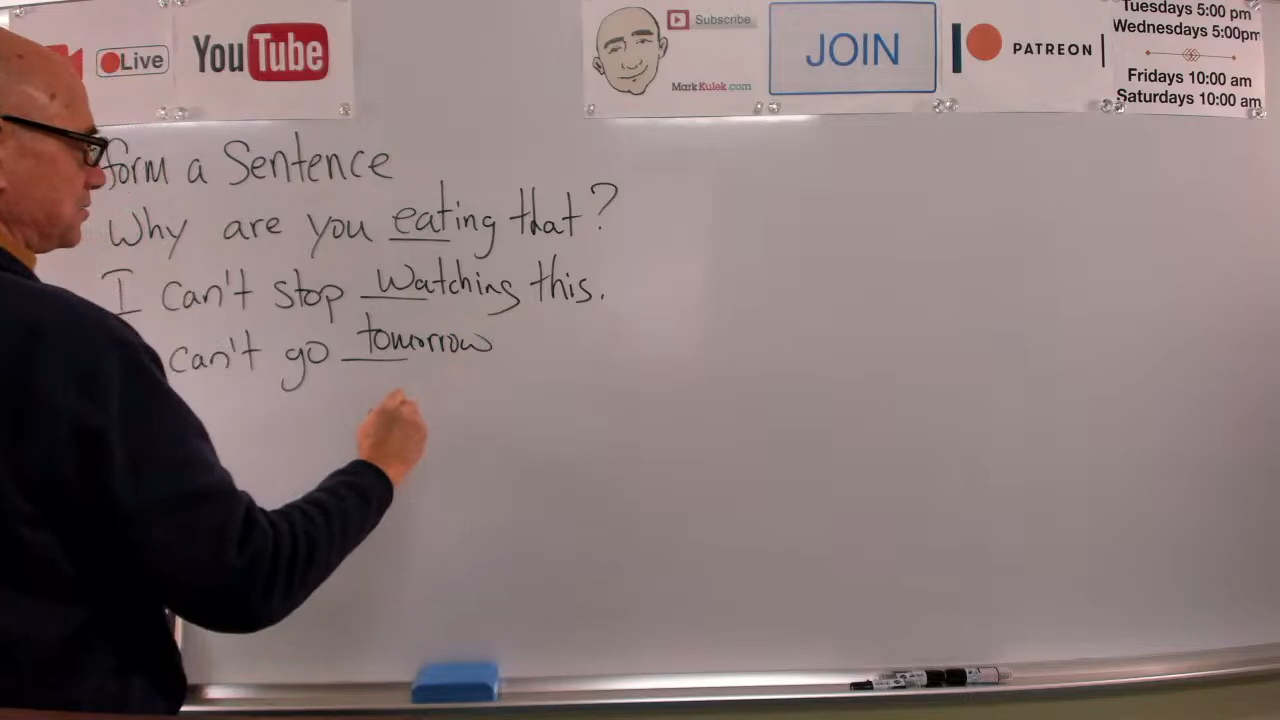 Live
YouTube
Subscribe
MarkKulek.com
JOIN
PATREON
Tuesdays 5:00 pm
Wednesdays 5:00pm
Fridays 10:00 am
Saturdays 10:00 am
form a Sentence
Why are you eating that?
I can't stop watching this.
can't go tomorrow